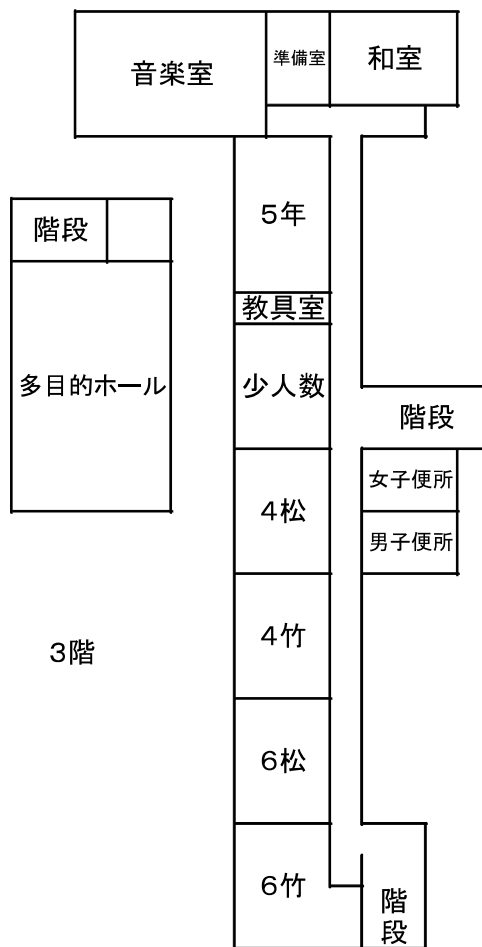 音楽室
準備室
和室
5年
階段
教具室
多目的ホール
少人数
階段
4松
女子便所
男子便所
4竹
3階
6松
6竹
階段